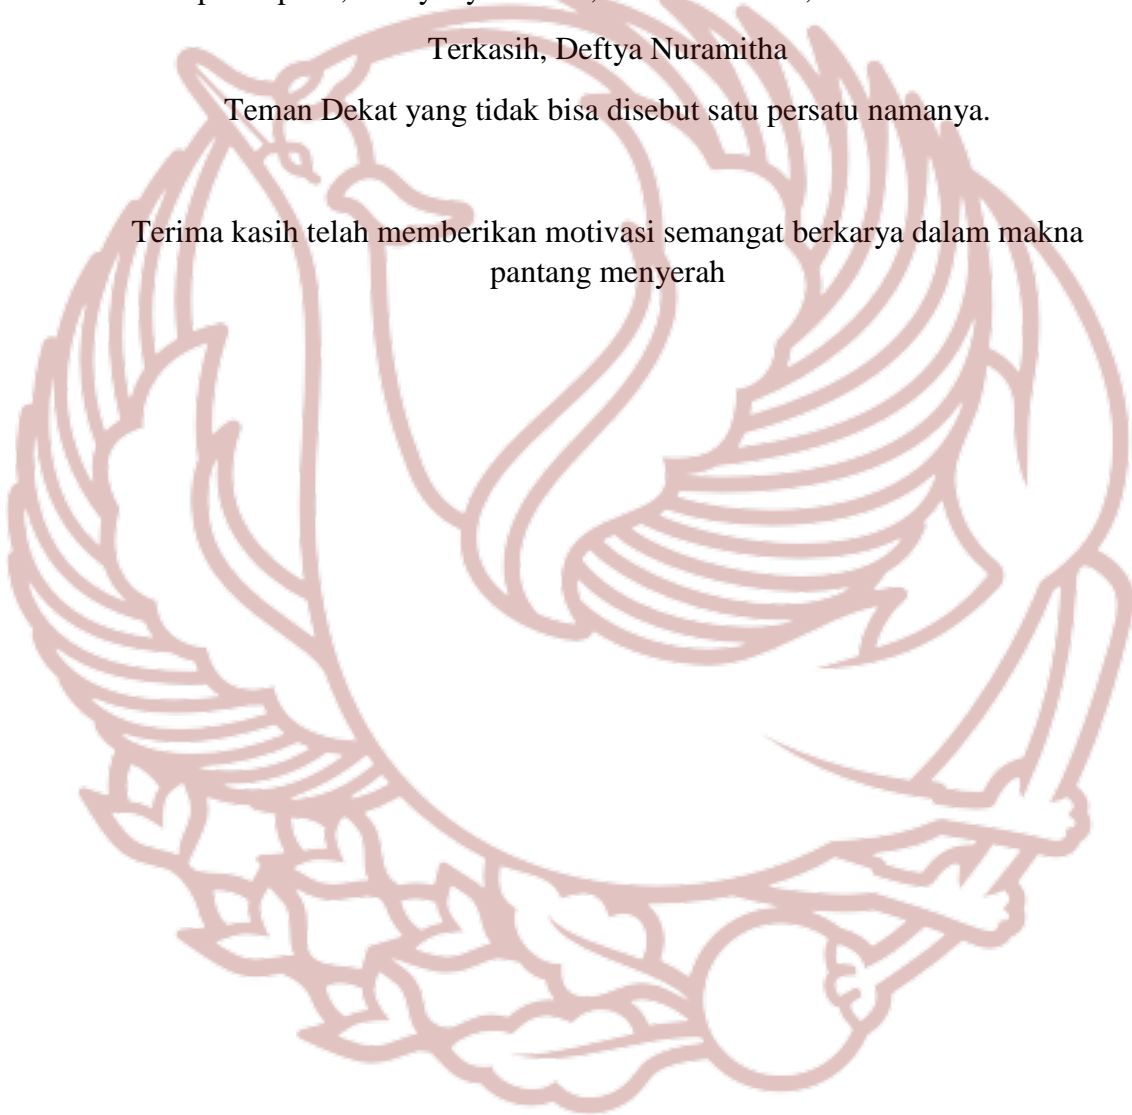 Terkasih, Deftya Nuramitha
Teman Dekat yang tidak bisa disebut satu persatu namanya.
Terima kasih telah memberikan motivasi semangat berkarya dalam makna
pantang menyerah